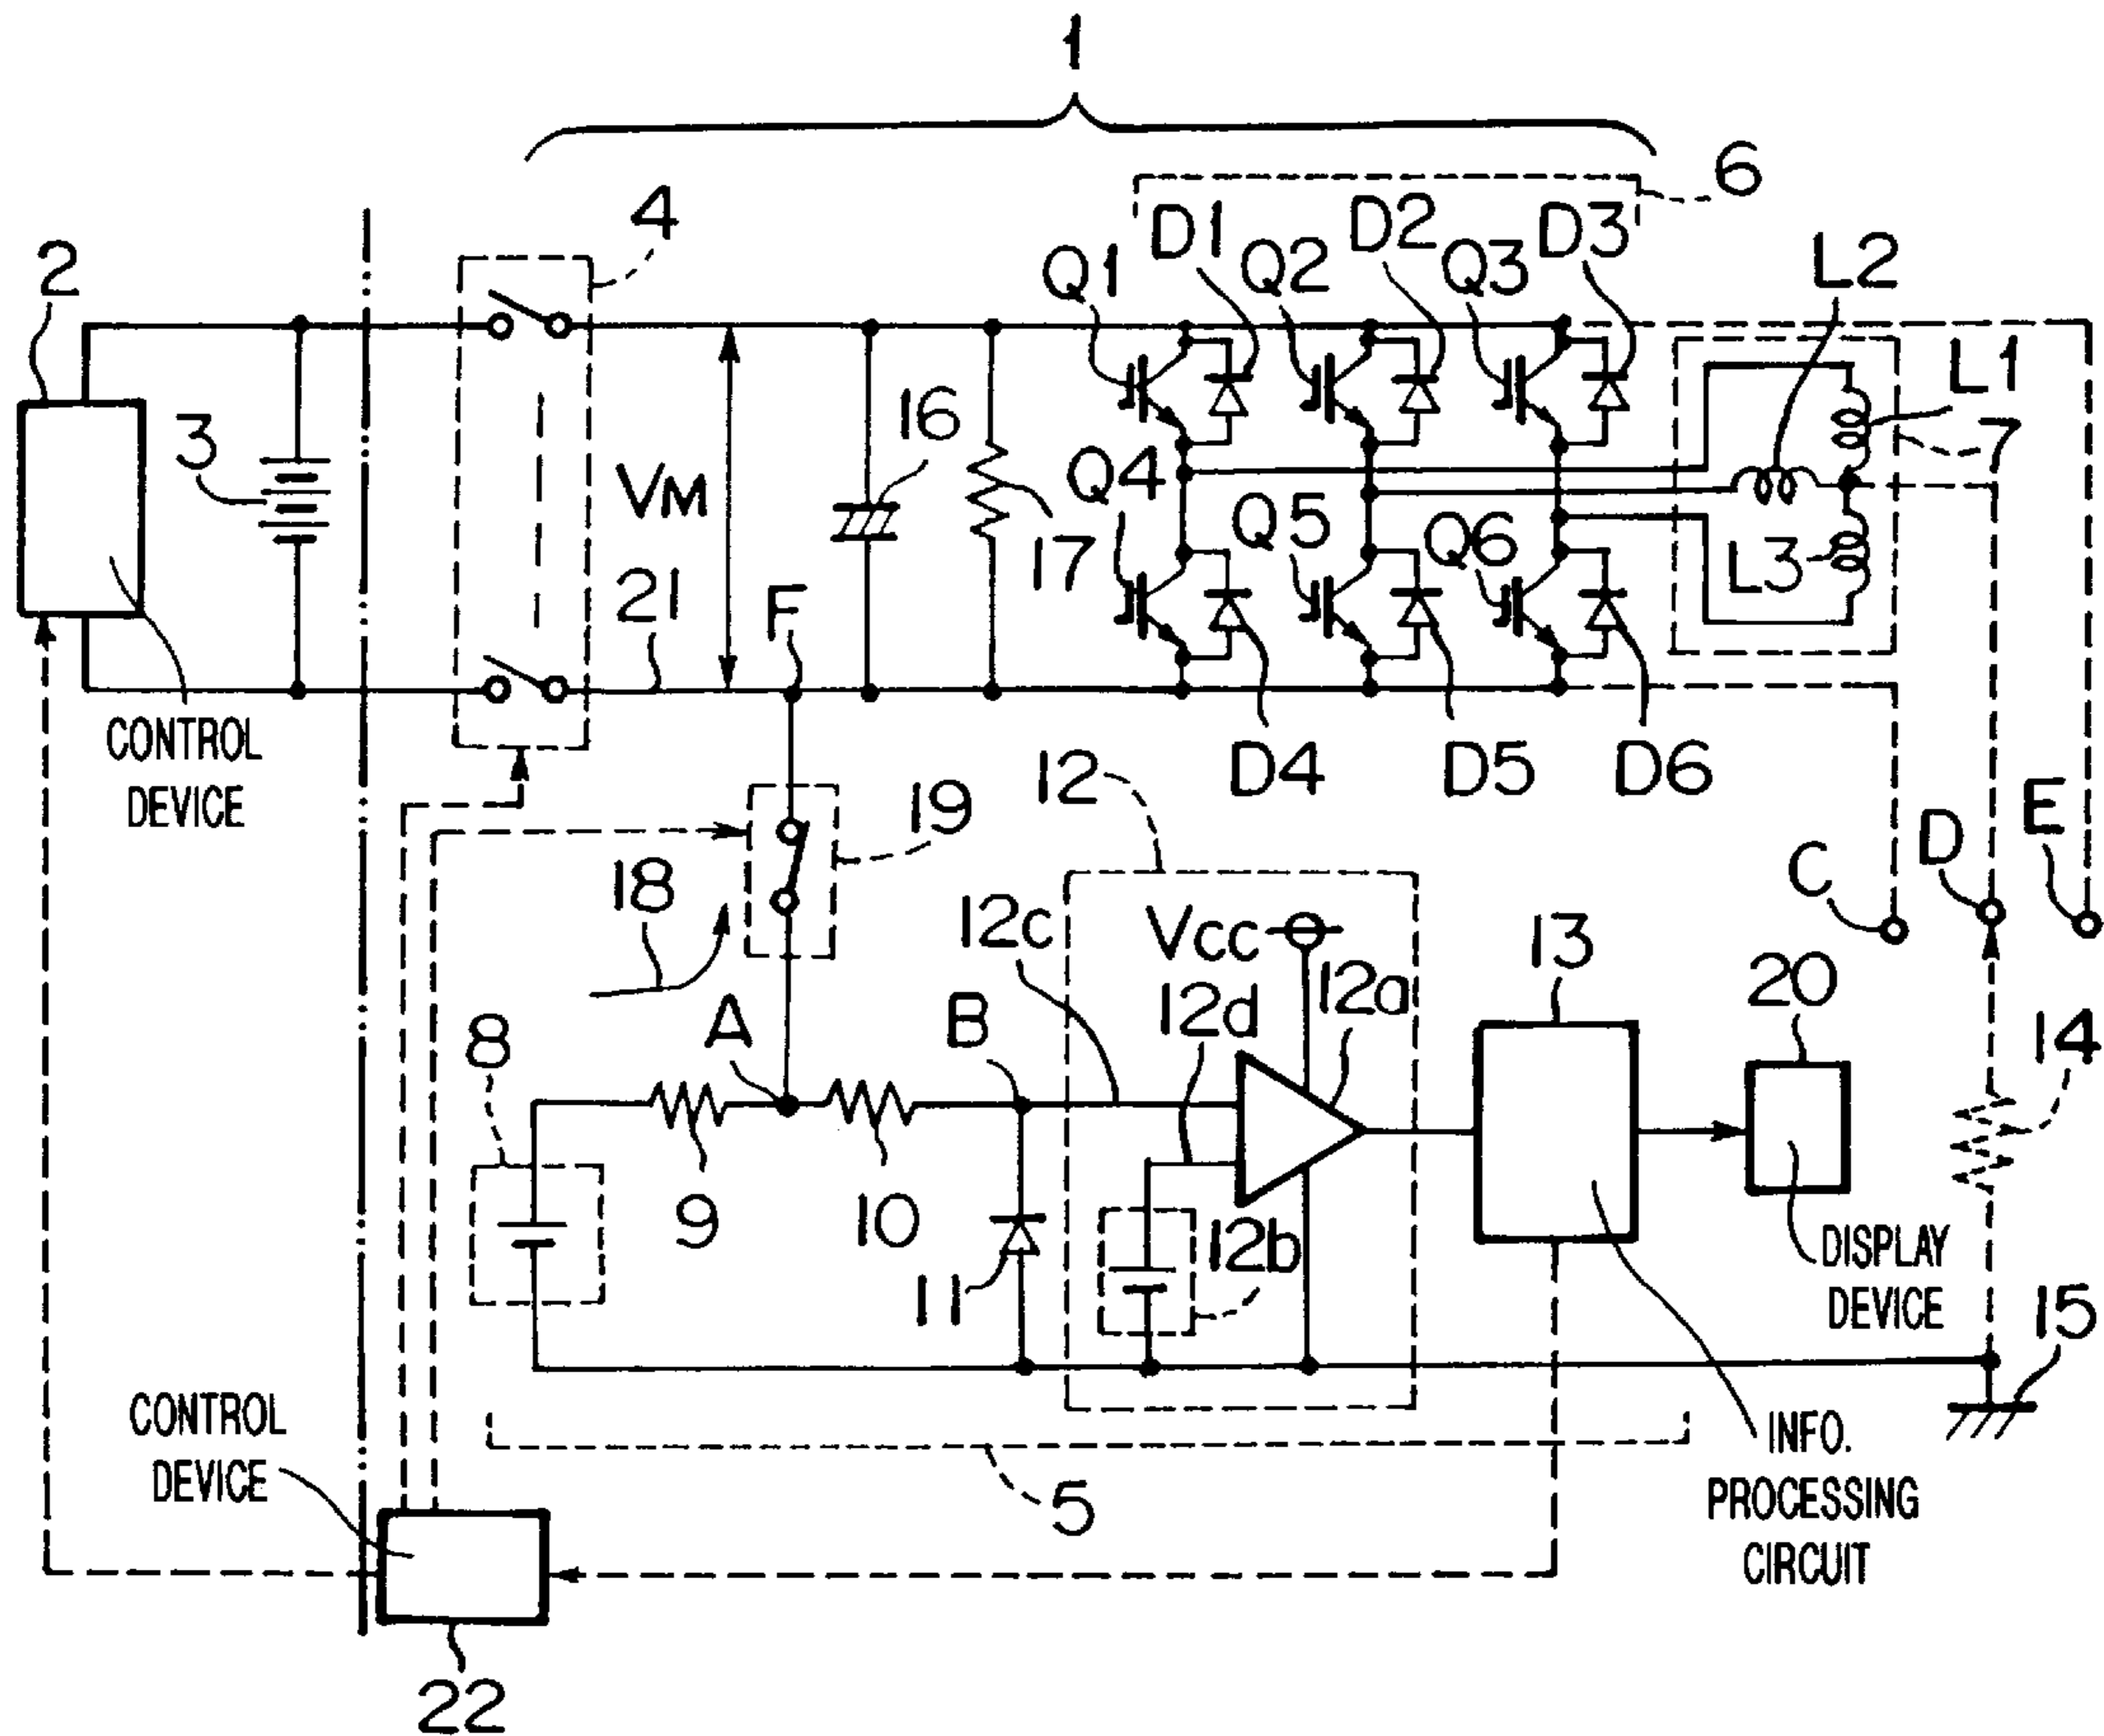 1
6
4
D1
D2
D3
Q1
Q2
Q3
L2
2
L1
16
7
3
VM
Q4
Q5
Q6
17
L3
21
F
CONTROL
DEVICE
12
D4
D5
D6
19
E
D
C
18
12c
Vcc
13
20
12a
12d
14
A
B
8
9
10
11
12b
DISPLAY
DEVICE
15
CONTROL
DEVICE
5
INFO.
PROCESSING
CIRCUIT
22